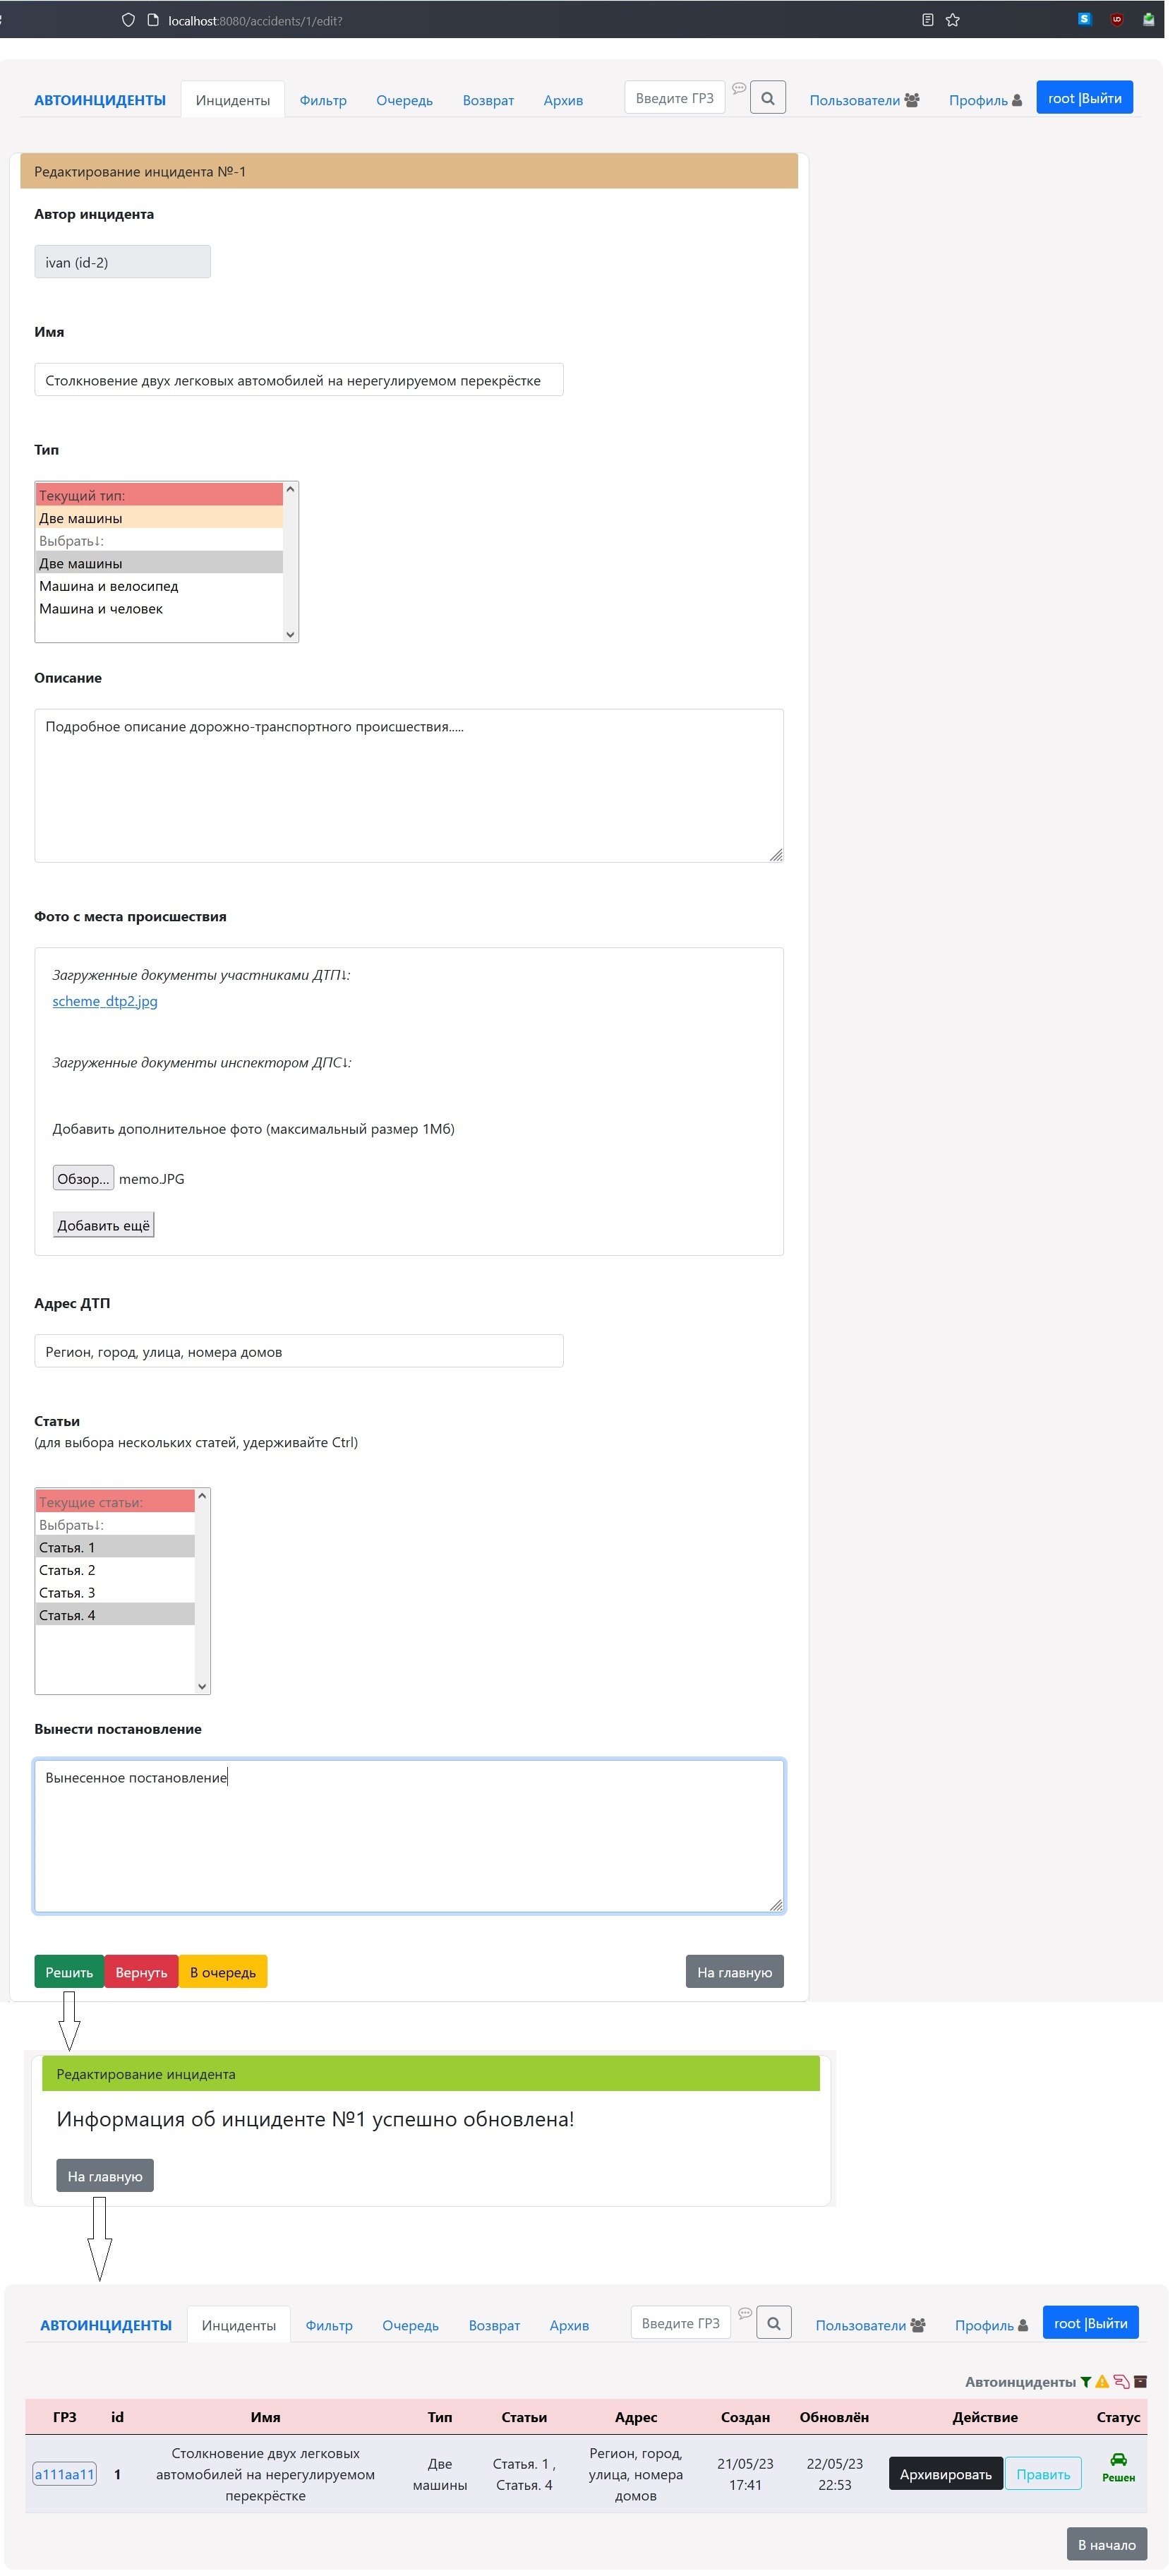 localhost:8080/accidents/1/edit?
АВТОИНЦИДЕНТЫ Инциденты Фильтр Очередь Возврат Архив Введите ГРЗ Пользователи Профиль root |Выйти
Редактирование инцидента №-1
Автор инцидента
ivan (id-2)
Имя
Столкновение двух легковых автомобилей на нерегулируемом перекрёстке
Тип
Текущий тип:
Две машины
Выбрать↓:
Две машины
Машина и велосипед
Машина и человек
Описание
Подробное описание дорожно-транспортного происшествия.....
Фото с места происшествия
Загруженные документы участниками ДТП↓:
scheme_dtp2.jpg
Загруженные документы инспектором ДПС↓:
Добавить дополнительное фото (максимальный размер 1Мб)
Обзор... memo.JPG
Добавить ещё
Адрес ДТП
Регион, город, улица, номера домов
Статьи
(для выбора нескольких статей, удерживайте Ctrl)
Текущие статьи:
Выбрать↓:
Статья. 1
Статья. 2
Статья. 3
Статья. 4
Вынести постановление
Вынесенное постановление
Решить Вернуть В очередь На главную
Редактирование инцидента
Информация об инциденте №1 успешно обновлена!
На главную
АВТОИНЦИДЕНТЫ Инциденты Фильтр Очередь Возврат Архив Введите ГРЗ Пользователи Профиль root |Выйти
Автоинциденты
ГРЗ id Имя Тип Статьи Адрес Создан Обновлён Действие Статус
Столкновение двух легковых Регион, город,
а111аа11 1 автомобилей на нерегулируемом Две машины Статья. 1 , Статья. 4 улица, номера 21/05/23 17:41 22/05/23 22:53 Архивировать Править Решен
перекрёстке домов
В начало